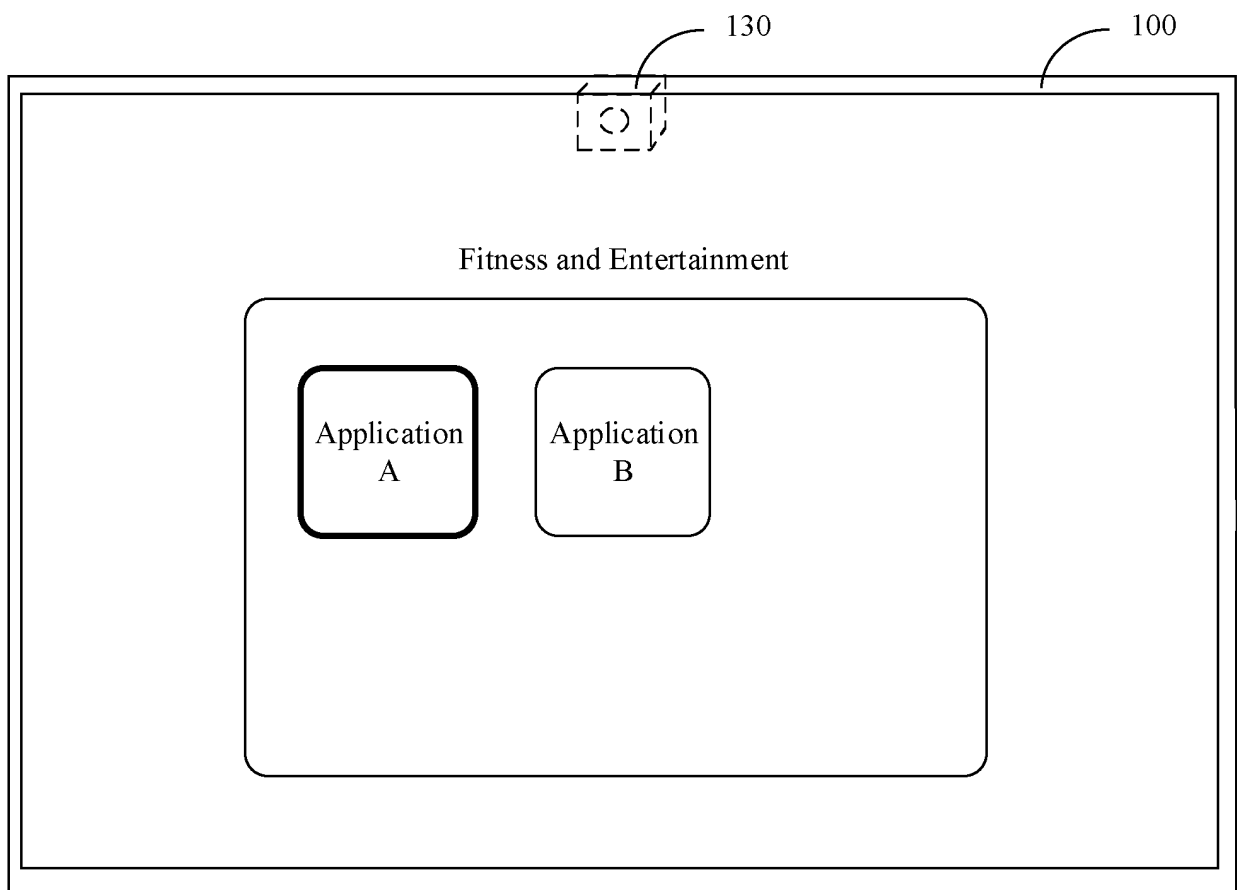 130
100
Fitness and Entertainment
Application
A
Application
B